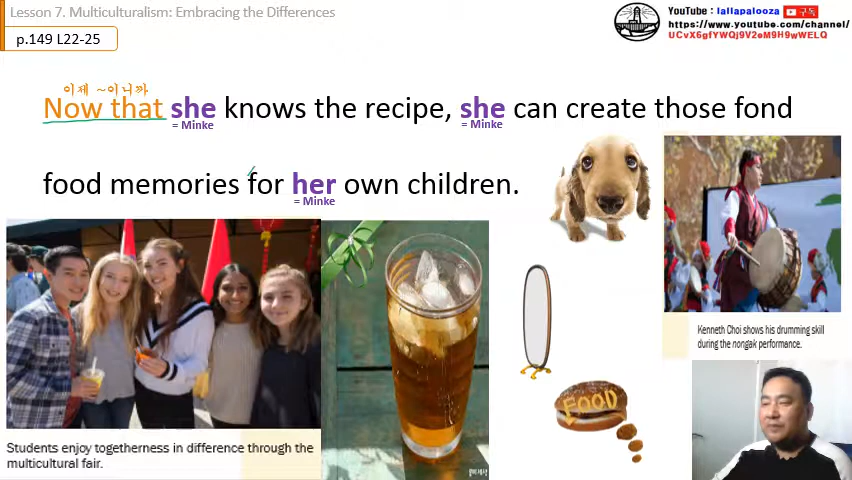 Lesson 7. Multiculturalism: Embracing the Differences
YouTube : lallapalooza 구독
https://www.youtube.com/channel/
UCvX6gfYWQj9V2eM9H9wWELQ
p.149 L22-25
이제 ~이니까
Now that she knows the recipe, she can create those fond
= Minke
= Minke
food memories for her own children.
= Minke
FOOD
Kenneth Choi shows his drumming skill
during the nongak performance.
Students enjoy togetherness in difference through the
multicultural fair.